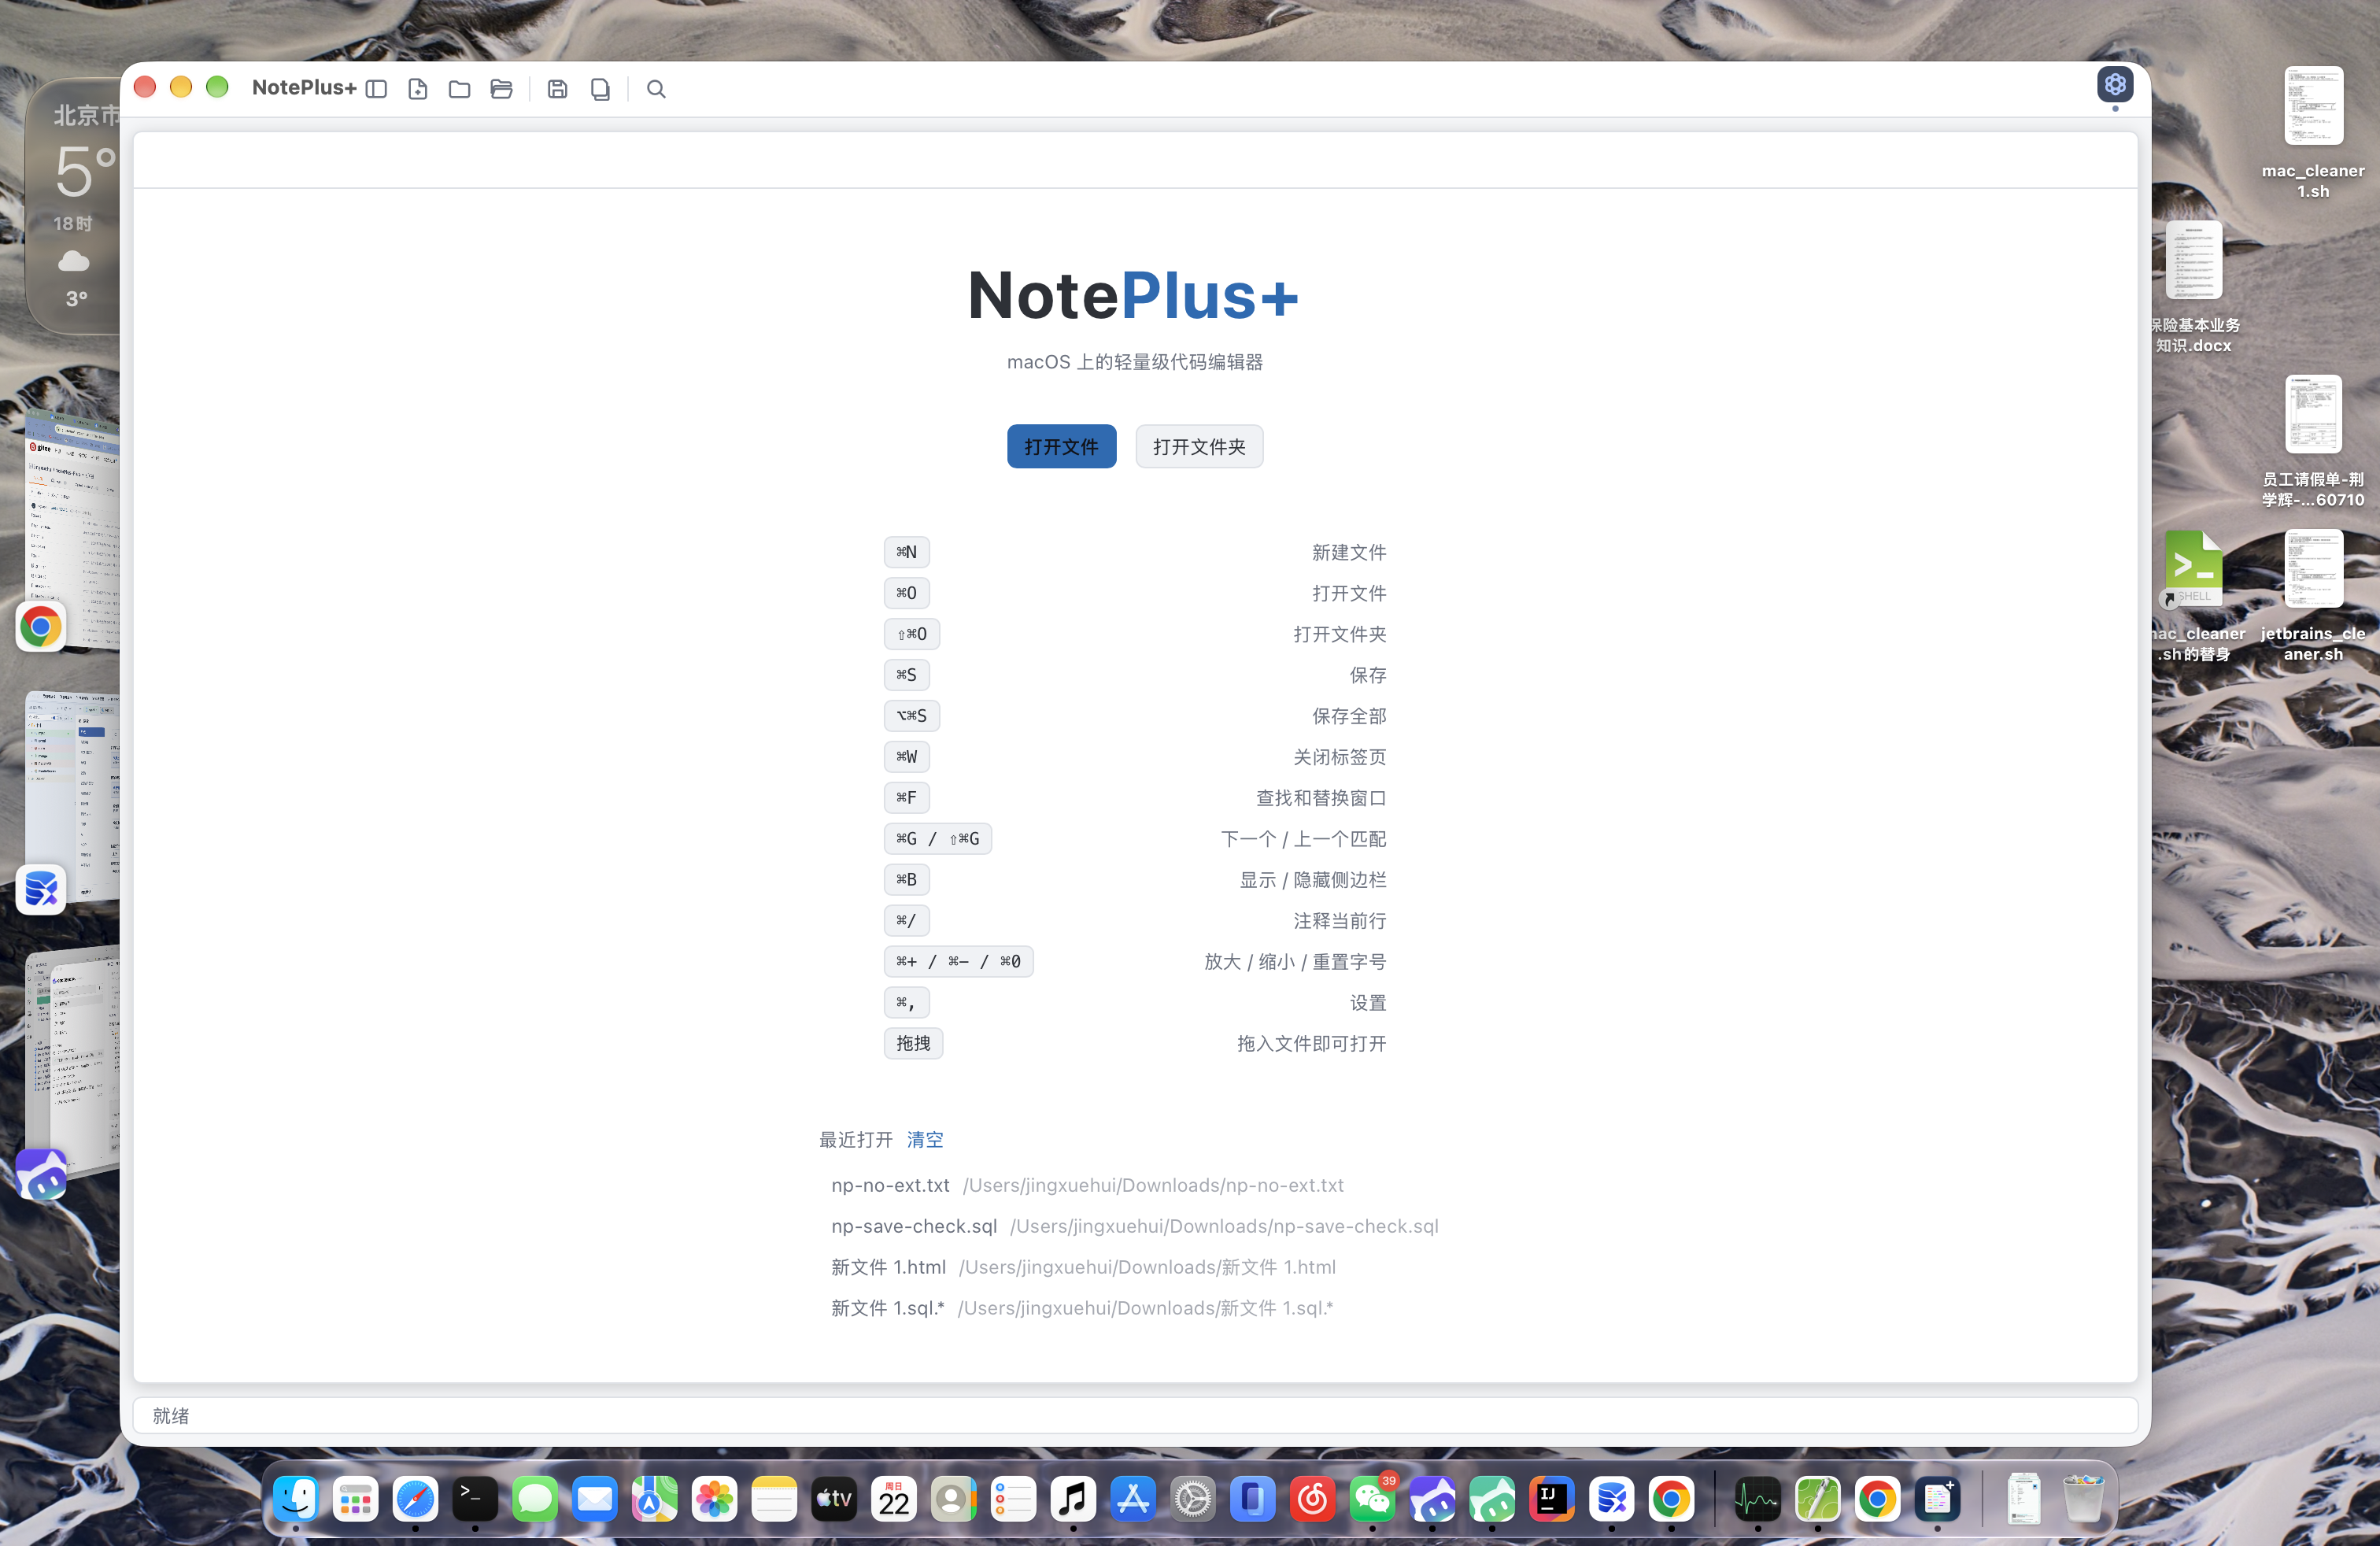 NotePlus+
北京市
5°
18时
3°
NotePlus+
macOS 上的轻量级代码编辑器
打开文件
打开文件夹
⌘N 新建文件
⌘O 打开文件
⇧⌘O 打开文件夹
⌘S 保存
⌥⌘S 保存全部
⌘W 关闭标签页
⌘F 查找和替换窗口
⌘G / ⇧⌘G 下一个 / 上一个匹配
⌘B 显示 / 隐藏侧边栏
⌘/ 注释当前行
⌘+ / ⌘− / ⌘0 放大 / 缩小 / 重置字号
⌘, 设置
拖拽 拖入文件即可打开
最近打开 清空
np-no-ext.txt /Users/jingxuehui/Downloads/np-no-ext.txt
np-save-check.sql /Users/jingxuehui/Downloads/np-save-check.sql
新文件 1.html /Users/jingxuehui/Downloads/新文件 1.html
新文件 1.sql.* /Users/jingxuehui/Downloads/新文件 1.sql.*
就绪
mac_cleaner
1.sh
保险基本业务
知识.docx
员工请假单-荆
学辉-...60710
SHELL
mac_cleaner
.sh的替身
jetbrains_cle
aner.sh
gitee
>_
tv
周日
22
39
IJ